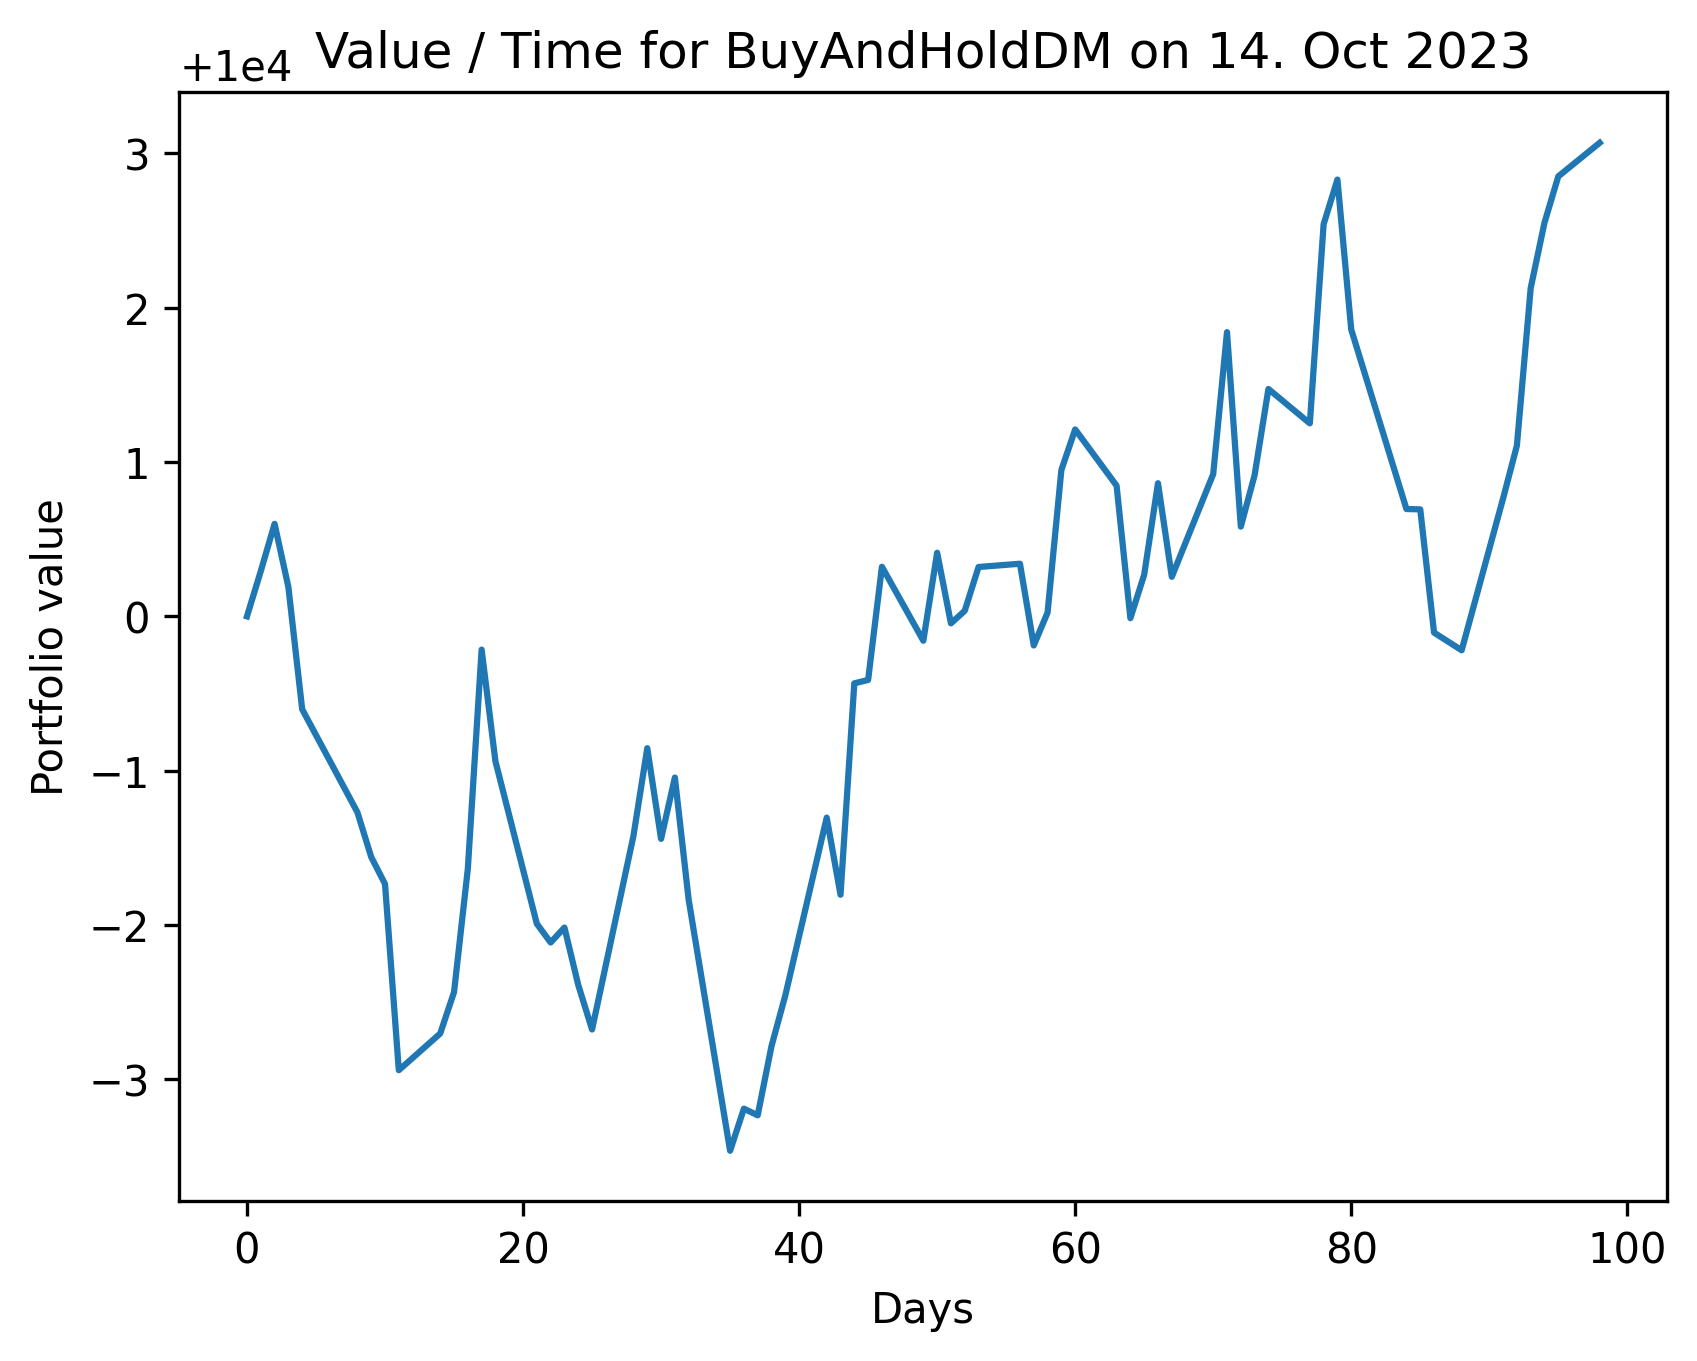 Value / Time for BuyAndHoldDM on 14. Oct 2023
+1e4
3
2
1
0
−1
−2
−3
Portfolio value
0 20 40 60 80 100
Days